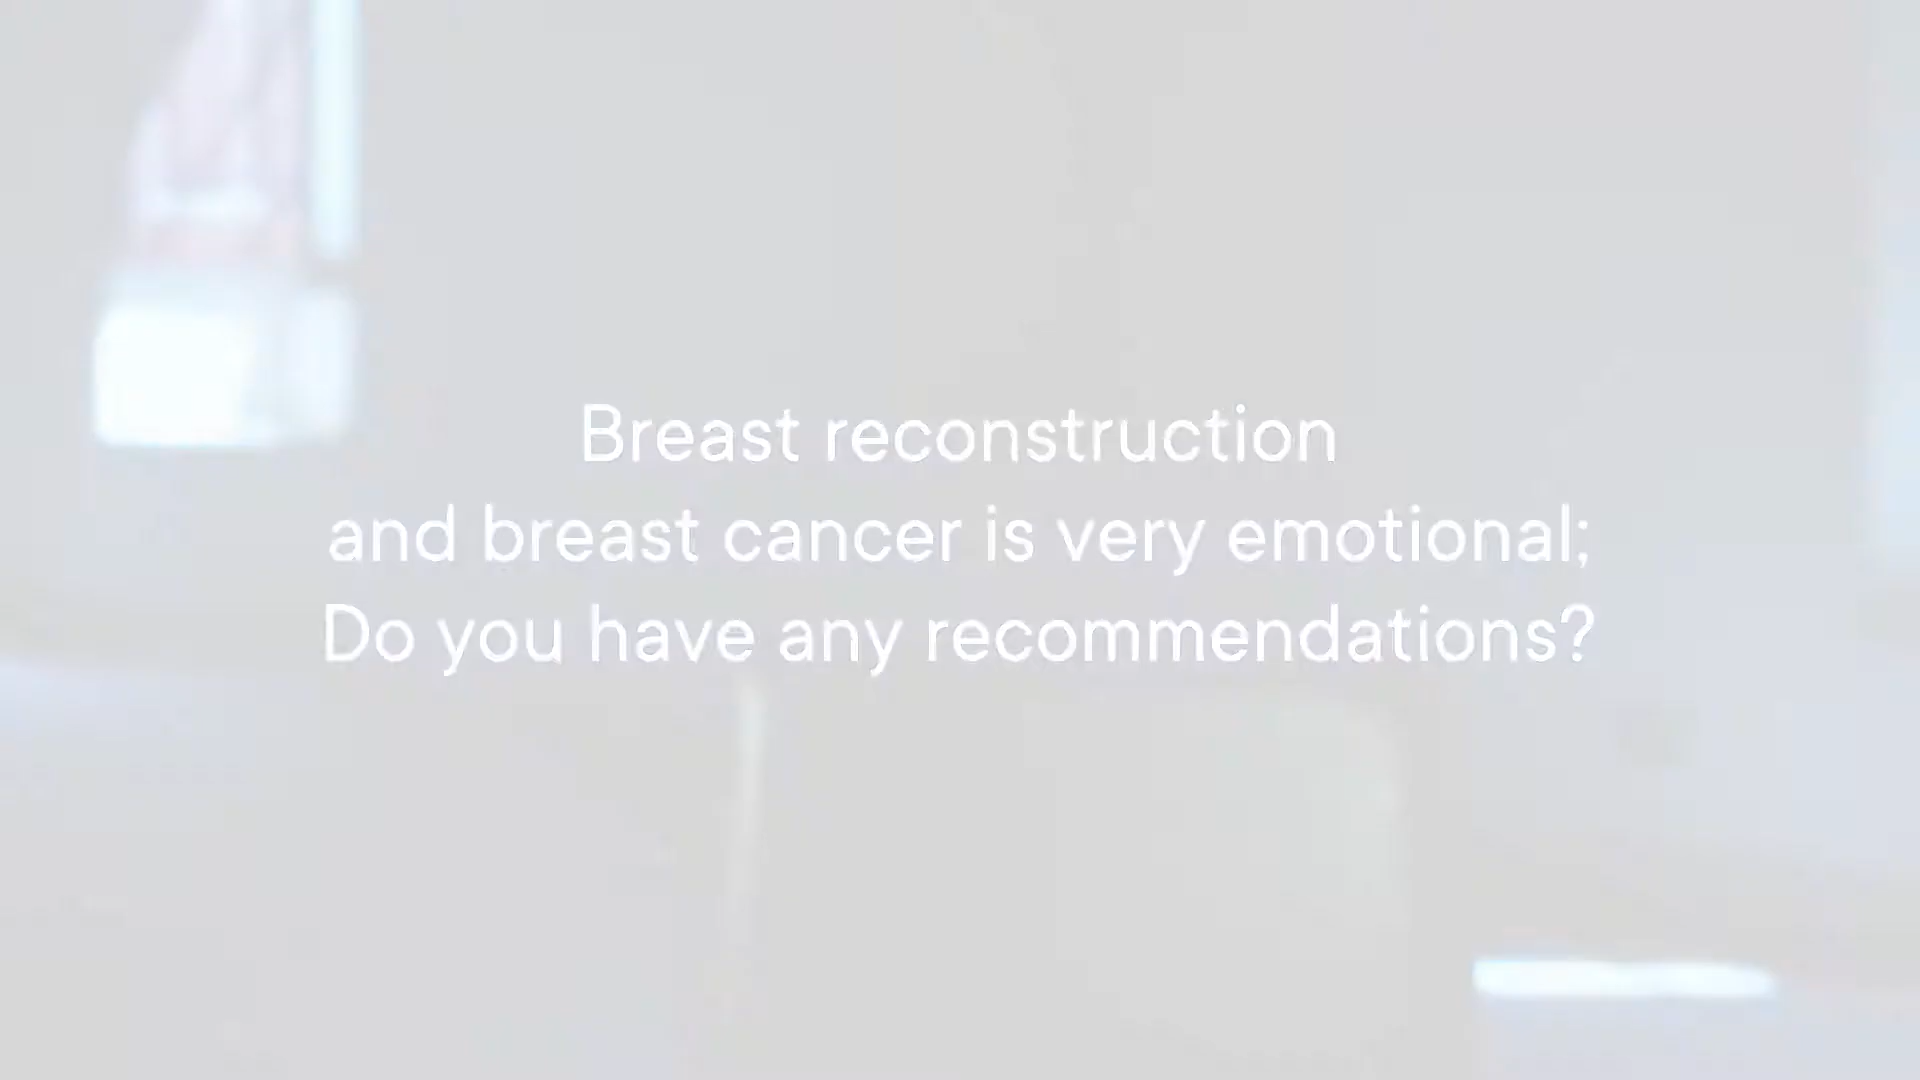 Breast reconstruction
and breast cancer is very emotional;
Do you have any recommendations?